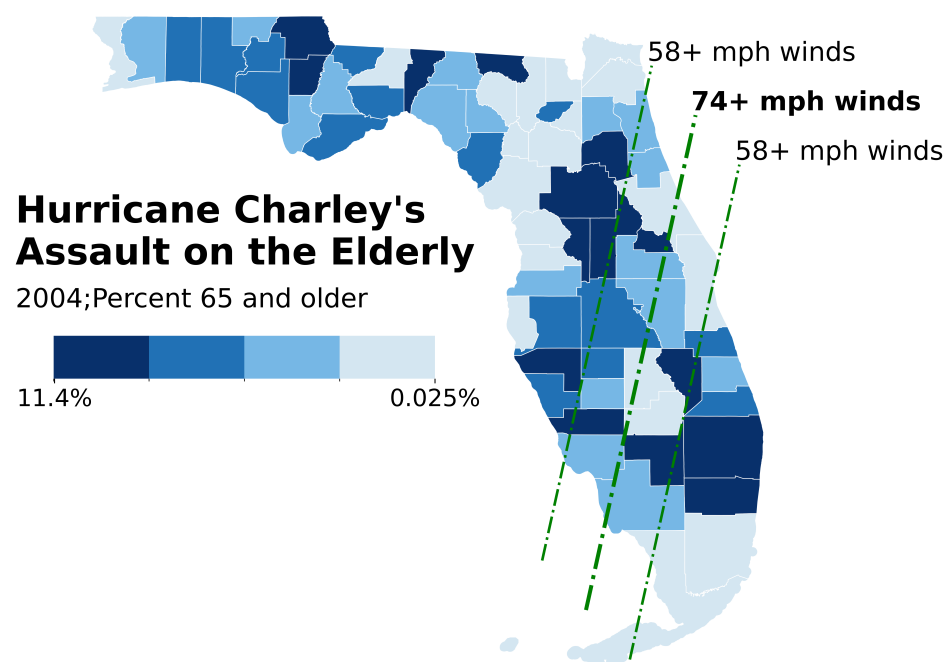 58+ mph winds
74+ mph winds
58+ mph winds
Hurricane Charley's
Assault on the Elderly
2004;Percent 65 and older
11.4%
0.025%